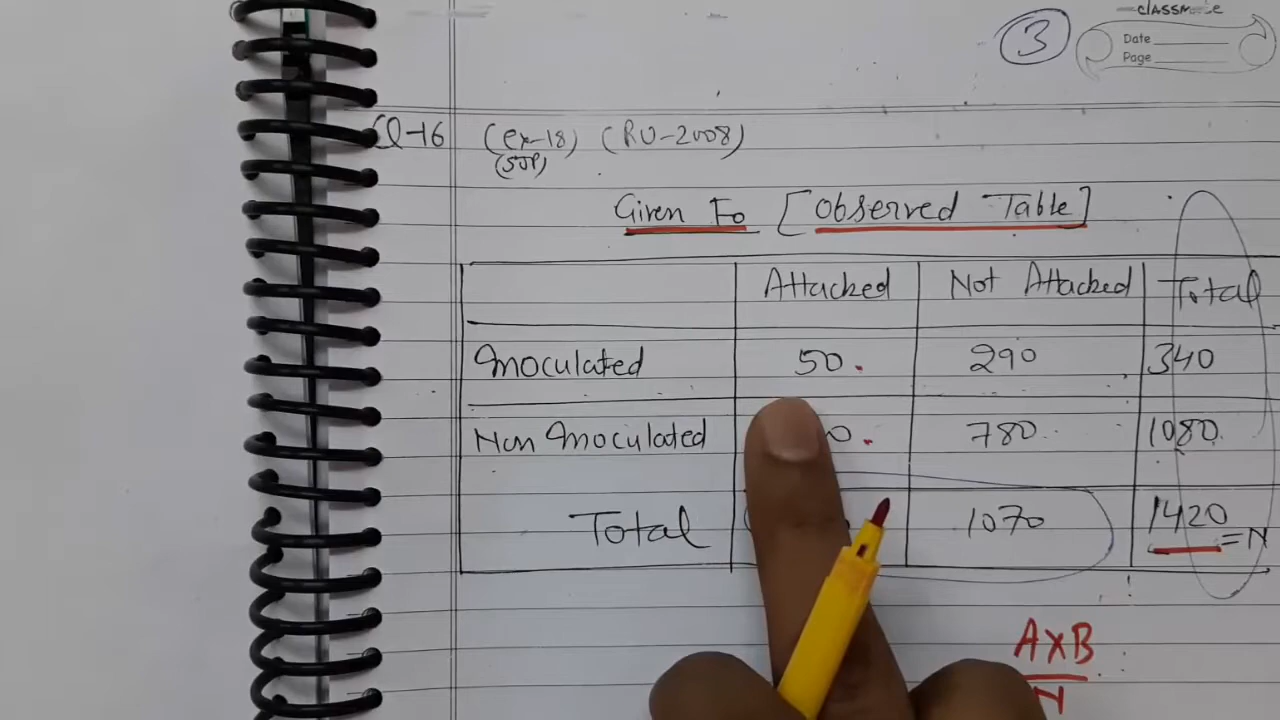 classmate
3
Date
Page
Q-16 (ex-18) (RU-2008)
(SJP)
Given Fo [Observed Table]
Attacked Not Attacked Total
Inoculated 50 290 340
Non Inoculated 780 1080
Total 1070 1420 = N
A×B
N